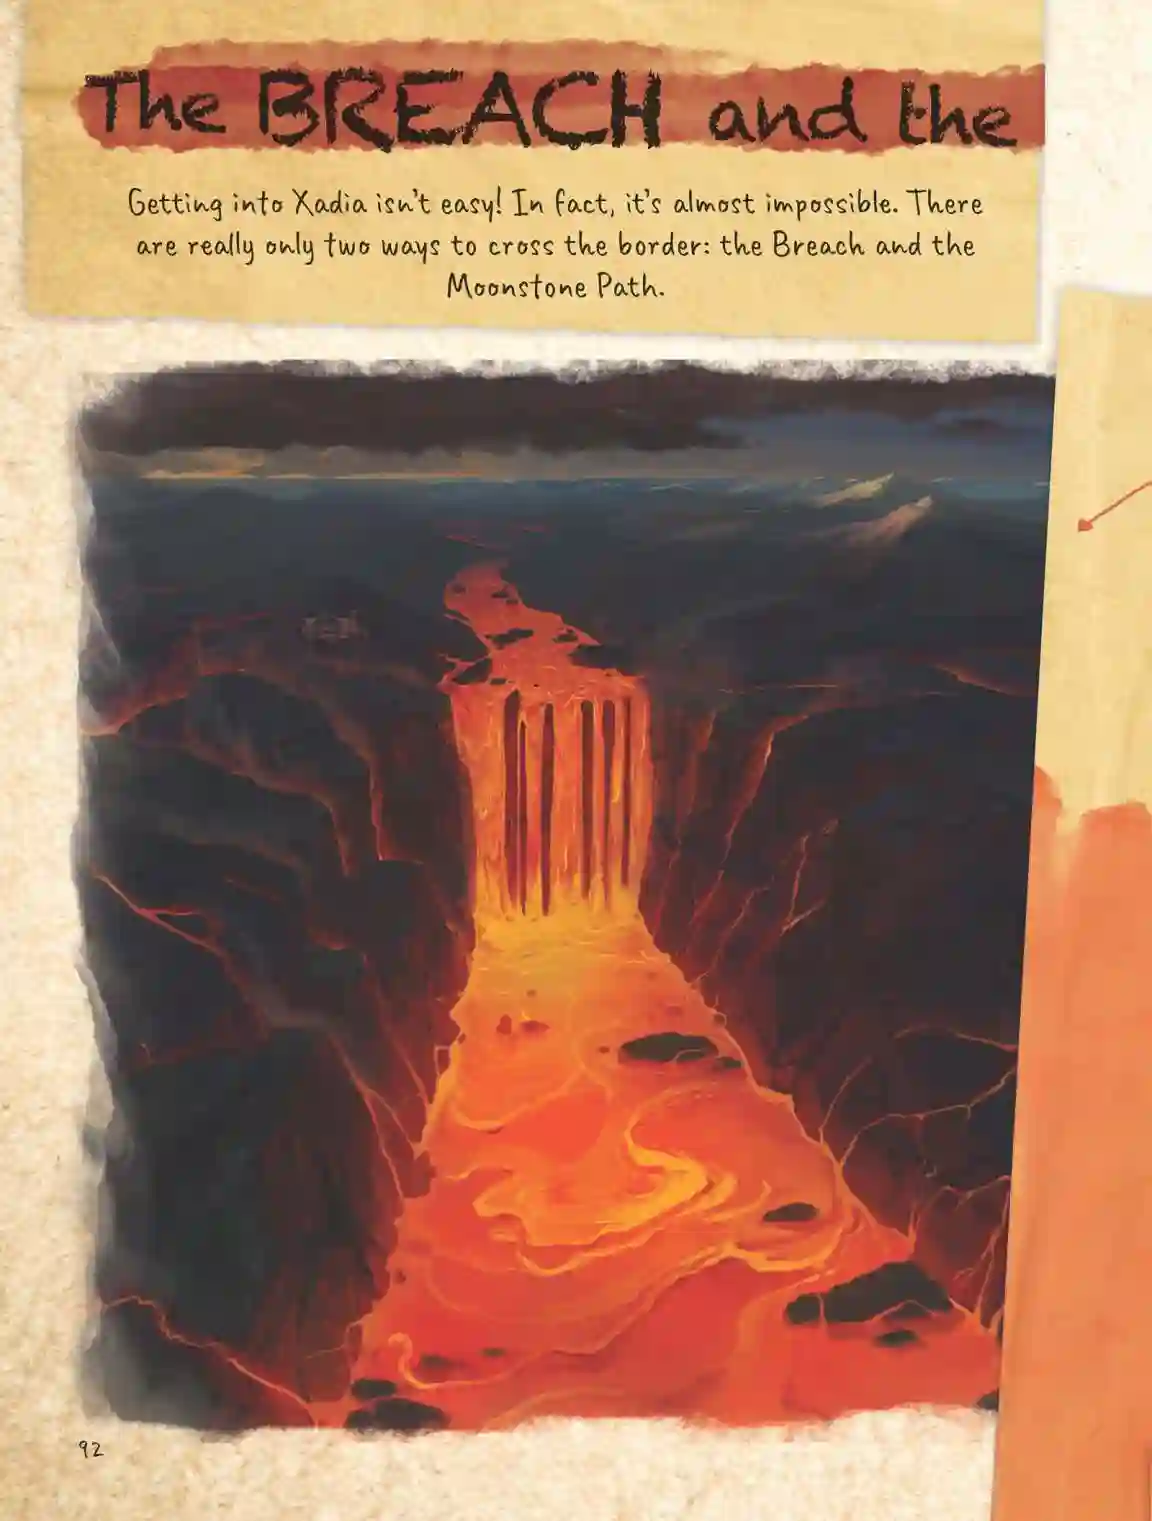 The BREACH and the
Getting into Xadia isn't easy! In fact, it's almost impossible. There
are really only two ways to cross the border: the Breach and the
Moonstone Path.
92